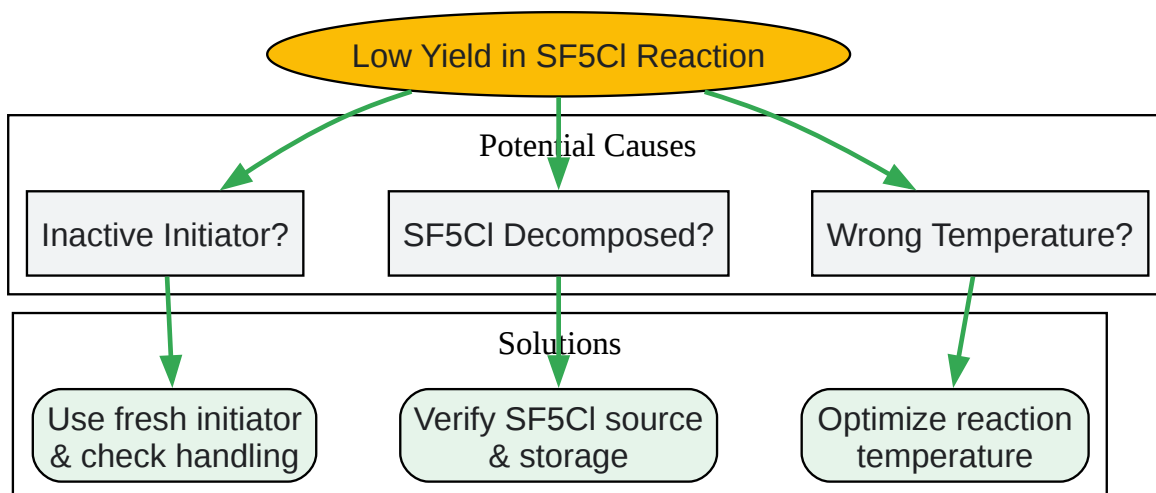 Low Yield in SF5Cl Reaction
Potential Causes
Inactive Initiator?
SF5Cl Decomposed?
Wrong Temperature?
Solutions
Use fresh initiator
& check handling
Verify SF5Cl source
& storage
Optimize reaction
temperature